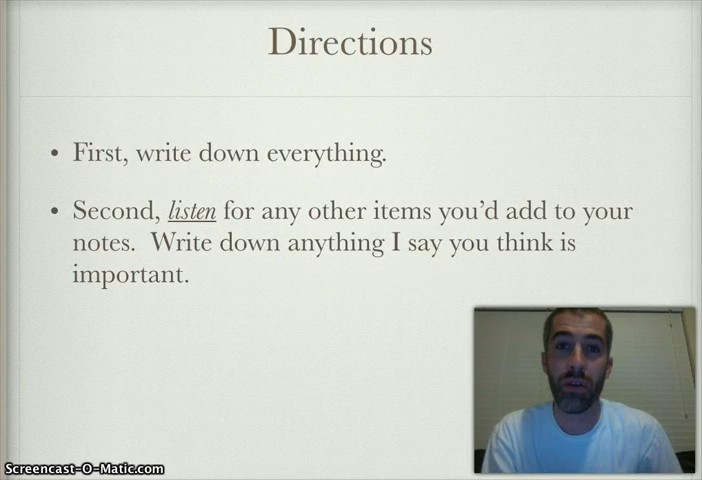 Directions
• First, write down everything.
• Second, listen for any other items you’d add to your
notes.  Write down anything I say you think is
important.
Screencast-O-Matic.com